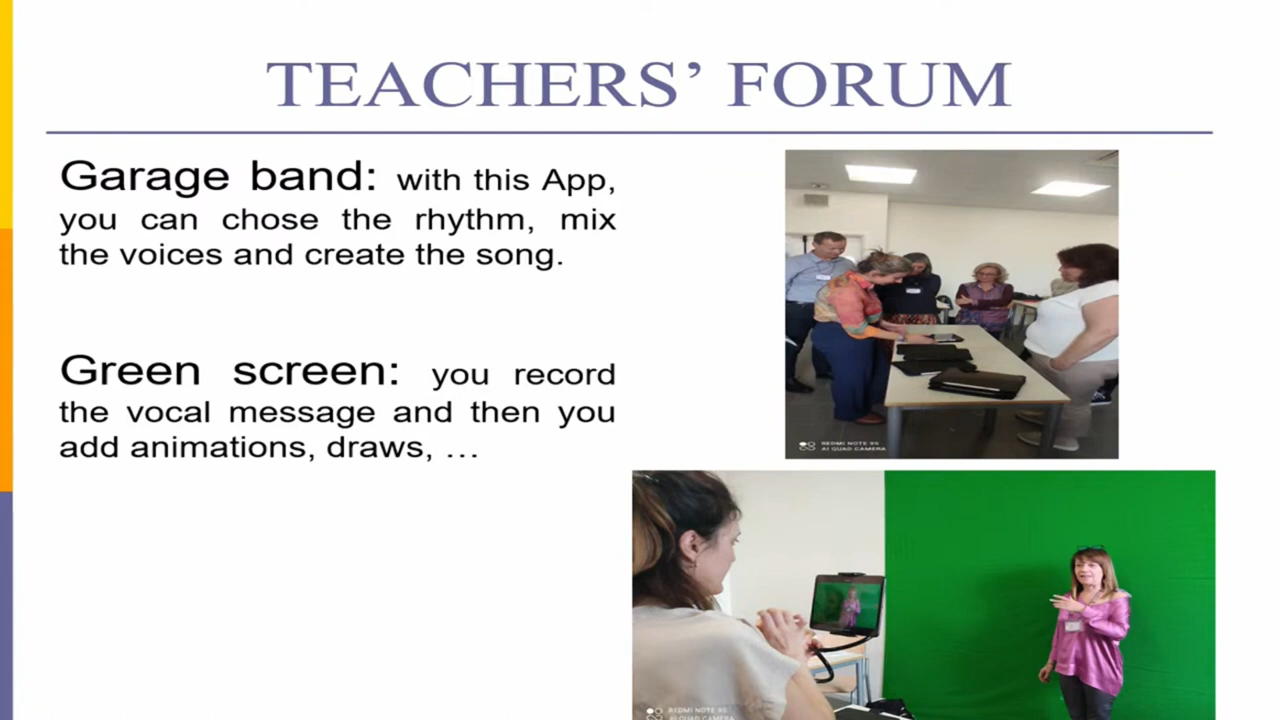 TEACHERS’ FORUM
Garage band: with this App,
you can chose the rhythm, mix
the voices and create the song.
Green screen: you record
the vocal message and then you
add animations, draws, …
REDMI NOTE 9S
AI QUAD CAMERA
REDMI NOTE 9S
AI QUAD CAMERA